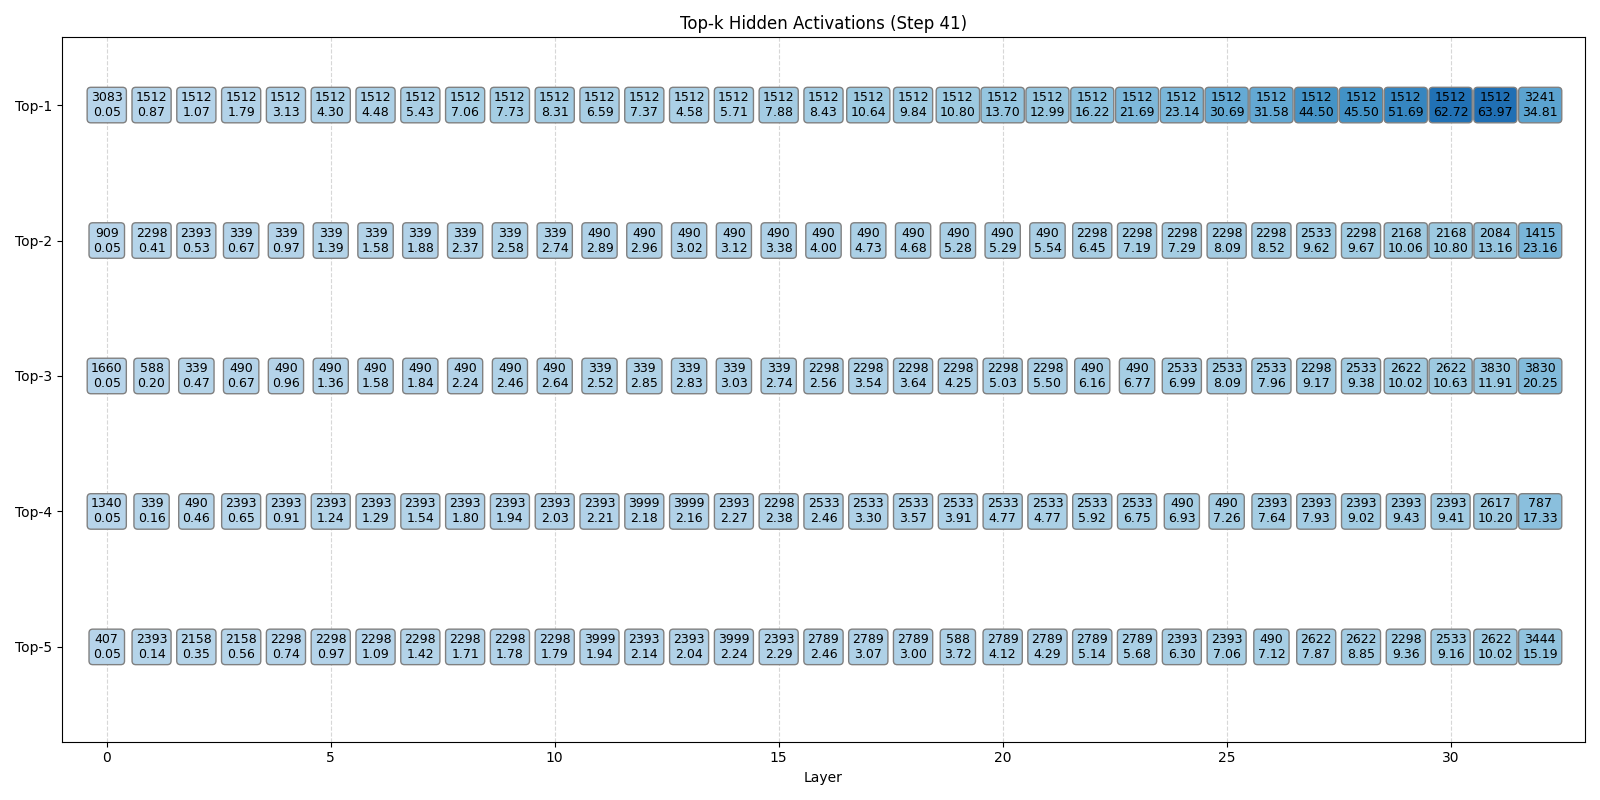 Top-k Hidden Activations (Step 41)
Top-1
3083 1512 1512 1512 1512 1512 1512 1512 1512 1512 1512 1512 1512 1512 1512 1512 1512 1512 1512 1512 1512 1512 1512 1512 1512 1512 1512 1512 1512 1512 1512 1512 3241
0.05 0.87 1.07 1.79 3.13 4.30 4.48 5.43 7.06 7.73 8.31 6.59 7.37 4.58 5.71 7.88 8.43 10.64 9.84 10.80 13.70 12.99 16.22 21.69 23.14 30.69 31.58 44.50 45.50 51.69 62.72 63.97 34.81
Top-2
909 2298 2393 339 339 339 339 339 339 339 339 490 490 490 490 490 490 490 490 490 490 490 2298 2298 2298 2298 2298 2533 2298 2168 2168 2084 1415
0.05 0.41 0.53 0.67 0.97 1.39 1.58 1.88 2.37 2.58 2.74 2.89 2.96 3.02 3.12 3.38 4.00 4.73 4.68 5.28 5.29 5.54 6.45 7.19 7.29 8.09 8.52 9.62 9.67 10.06 10.80 13.16 23.16
Top-3
1660 588 339 490 490 490 490 490 490 490 490 339 339 339 339 339 2298 2298 2298 2298 2298 2298 490 490 2533 2533 2533 2298 2533 2622 2622 3830 3830
0.05 0.20 0.47 0.67 0.96 1.36 1.58 1.84 2.24 2.46 2.64 2.52 2.85 2.83 3.03 2.74 2.56 3.54 3.64 4.25 5.03 5.50 6.16 6.77 6.99 8.09 7.96 9.17 9.38 10.02 10.63 11.91 20.25
Top-4
1340 339 490 2393 2393 2393 2393 2393 2393 2393 2393 2393 3999 3999 2393 2298 2533 2533 2533 2533 2533 2533 2533 2533 490 490 2393 2393 2393 2393 2393 2617 787
0.05 0.16 0.46 0.65 0.91 1.24 1.29 1.54 1.80 1.94 2.03 2.21 2.18 2.16 2.27 2.38 2.46 3.30 3.57 3.91 4.77 4.77 5.92 6.75 6.93 7.26 7.64 7.93 9.02 9.43 9.41 10.20 17.33
Top-5
407 2393 2158 2158 2298 2298 2298 2298 2298 2298 2298 3999 2393 2393 3999 2393 2789 2789 2789 588 2789 2789 2789 2789 2393 2393 490 2622 2622 2298 2533 2622 3444
0.05 0.14 0.35 0.56 0.74 0.97 1.09 1.42 1.71 1.78 1.79 1.94 2.14 2.04 2.24 2.29 2.46 3.07 3.00 3.72 4.12 4.29 5.14 5.68 6.30 7.06 7.12 7.87 8.85 9.36 9.16 10.02 15.19
0 5 10 15 20 25 30
Layer